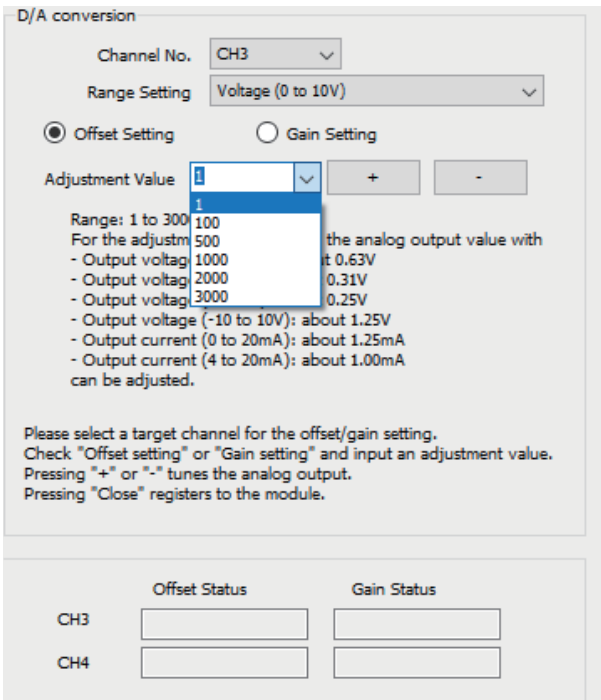 D/A conversion
Channel No. CH3
Range Setting Voltage (0 to 10V)
Offset Setting Gain Setting
Adjustment Value 1 + -
1
100
500
1000
2000
3000
Range: 1 to 300
For the adjustm the analog output value with
- Output voltag 0.63V
- Output voltag 0.31V
- Output voltag 0.25V
- Output voltage (-10 to 10V): about 1.25V
- Output current (0 to 20mA): about 1.25mA
- Output current (4 to 20mA): about 1.00mA
can be adjusted.
Please select a target channel for the offset/gain setting.
Check "Offset setting" or "Gain setting" and input an adjustment value.
Pressing "+" or "-" tunes the analog output.
Pressing "Close" registers to the module.
Offset Status Gain Status
CH3
CH4